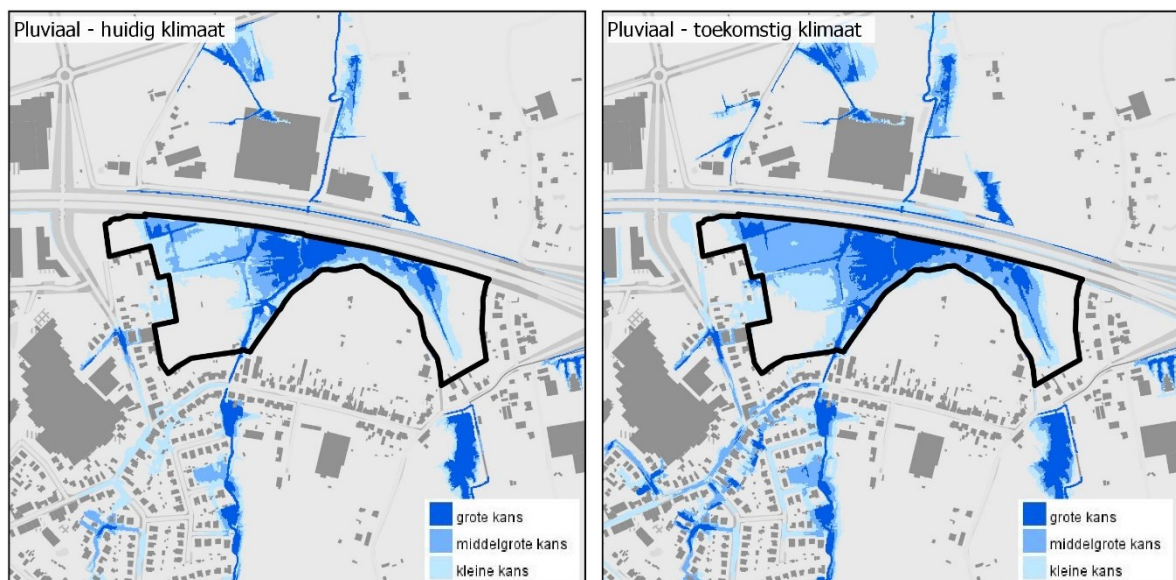 Pluviaal - huidig klimaat
grote kans
middelgrote kans
kleine kans
Pluviaal - toekomstig klimaat
grote kans
middelgrote kans
kleine kans